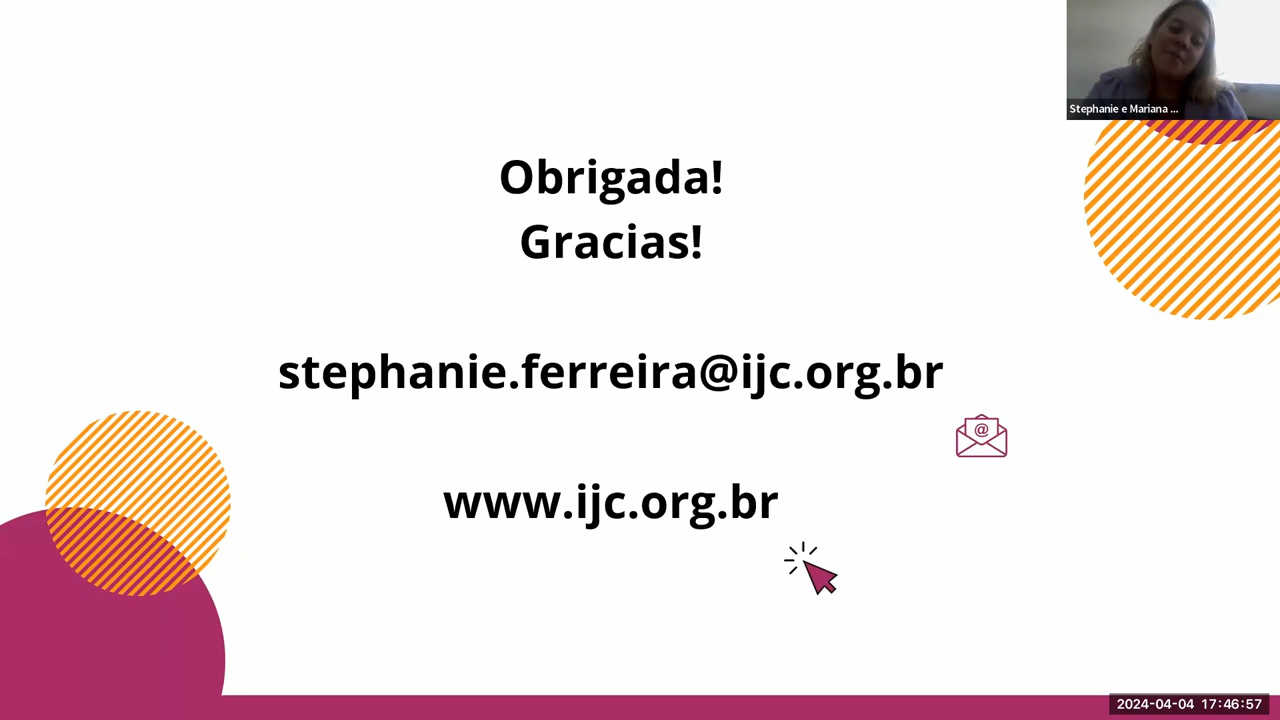 Stephanie e Mariana ...
Obrigada!
Gracias!
stephanie.ferreira@ijc.org.br
@
www.ijc.org.br
2024-04-04 17:46:57